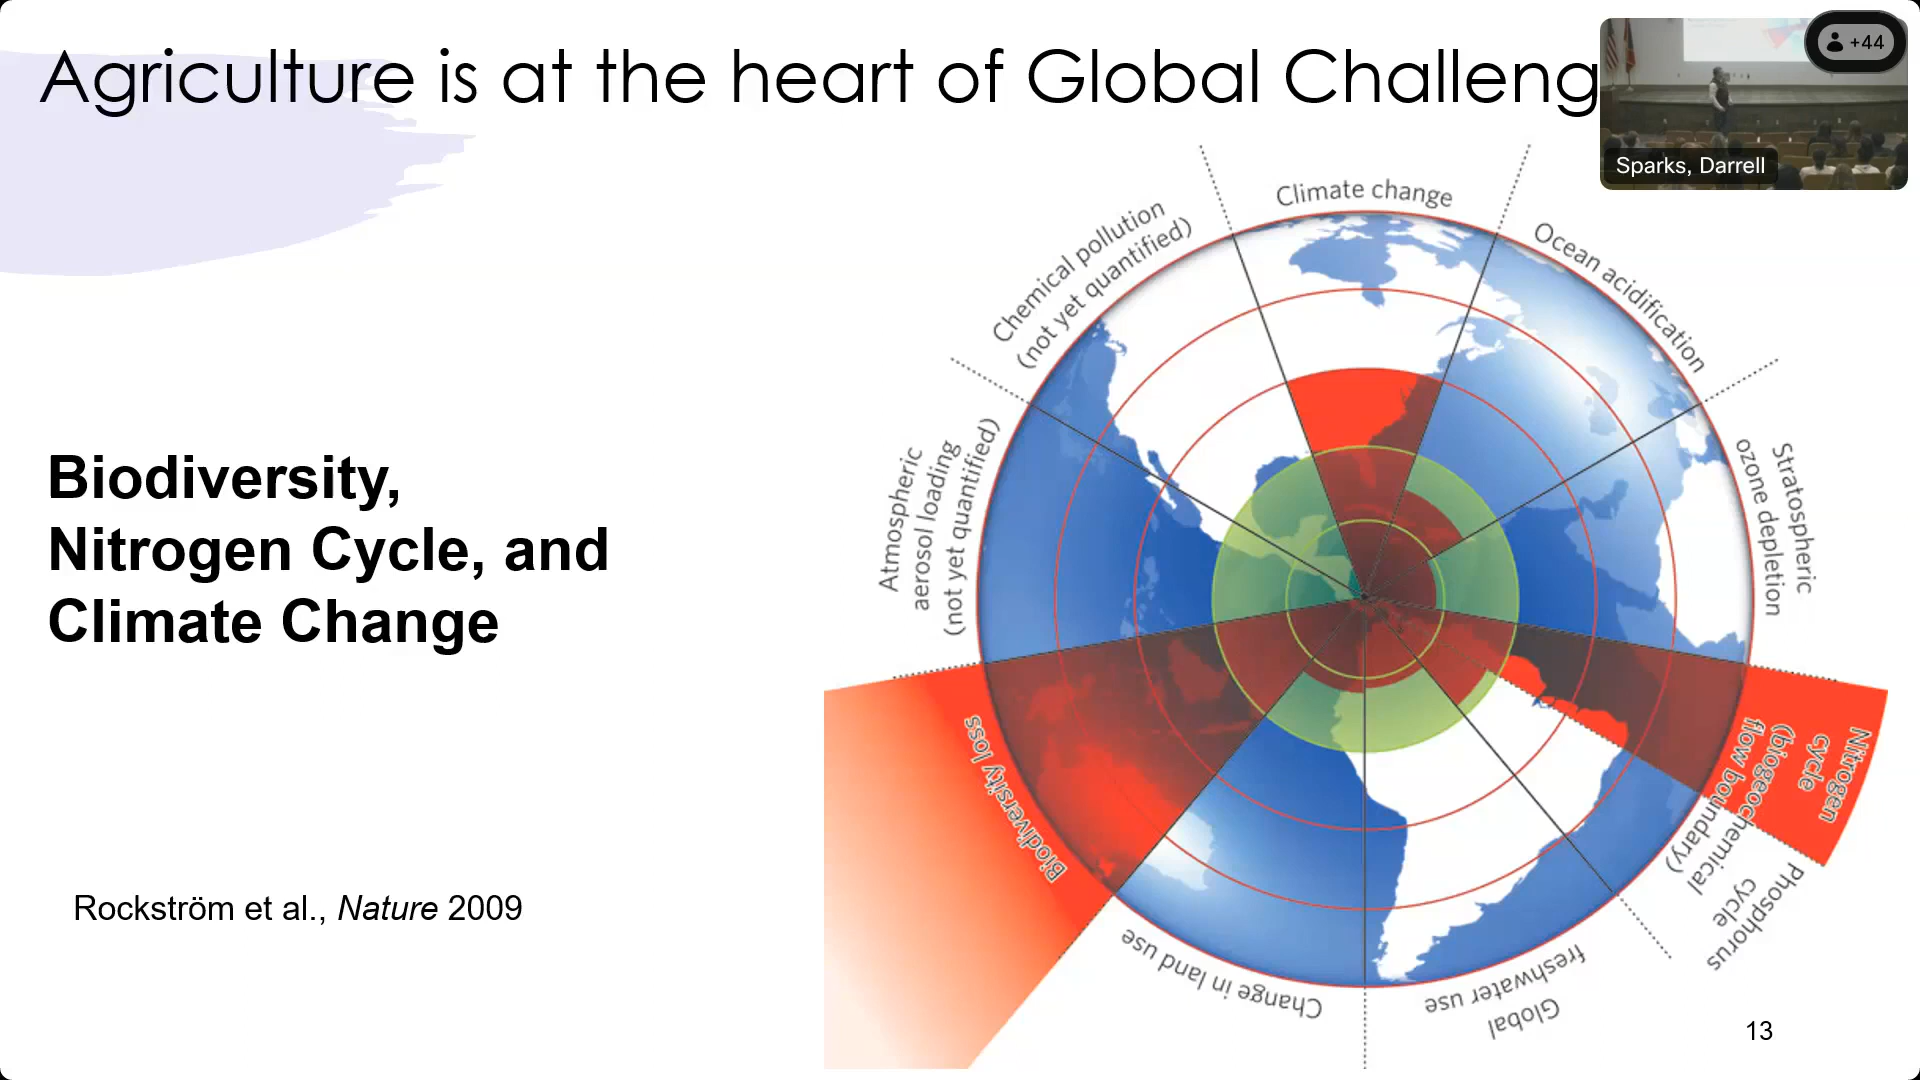 Agriculture is at the heart of Global Challeng
+44
Sparks, Darrell
Climate change
Ocean acidification
Stratospheric
ozone depletion
Nitrogen
cycle
(biogeochemical
flow boundary)
Phosphorus
cycle
Global
freshwater use
Change in land use
Biodiversity loss
Atmospheric
aerosol loading
(not yet quantified)
Chemical pollution
(not yet quantified)
Biodiversity,
Nitrogen Cycle, and
Climate Change
Rockström et al., Nature 2009
13